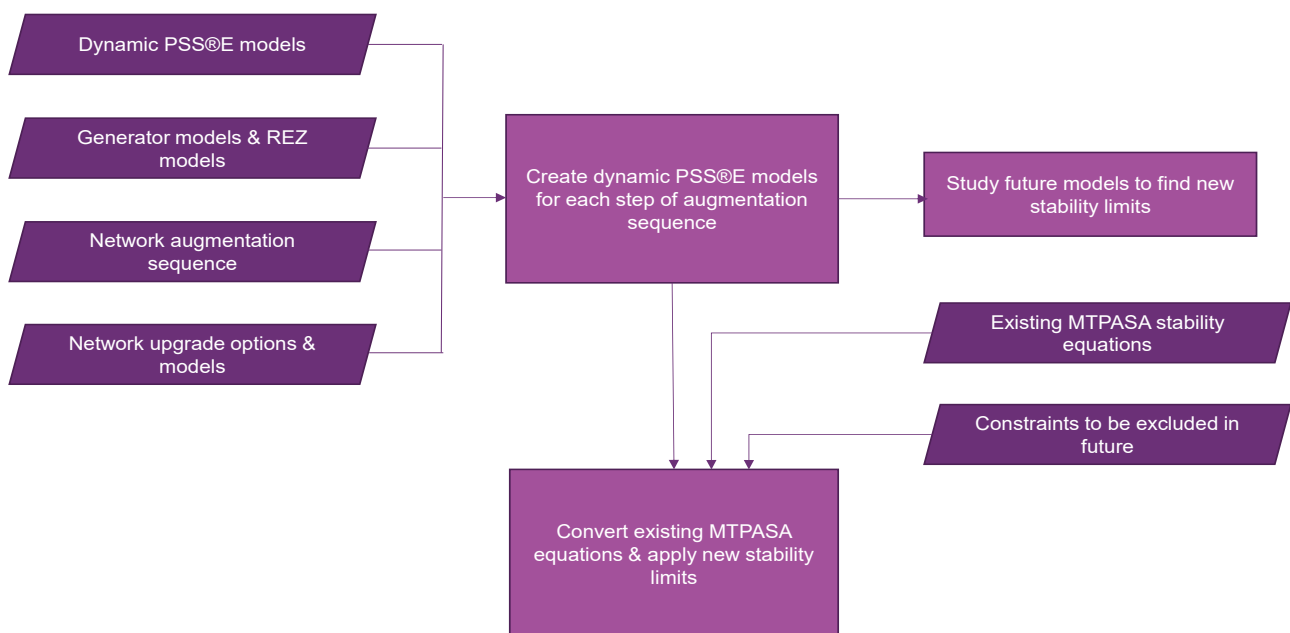 Dynamic PSS®E models
Generator models & REZ
models
Network augmentation
sequence
Network upgrade options &
models
Create dynamic PSS®E models
for each step of augmentation
sequence
Study future models to find new
stability limits
Existing MTPASA stability
equations
Constraints to be excluded in
future
Convert existing MTPASA
equations & apply new stability
limits